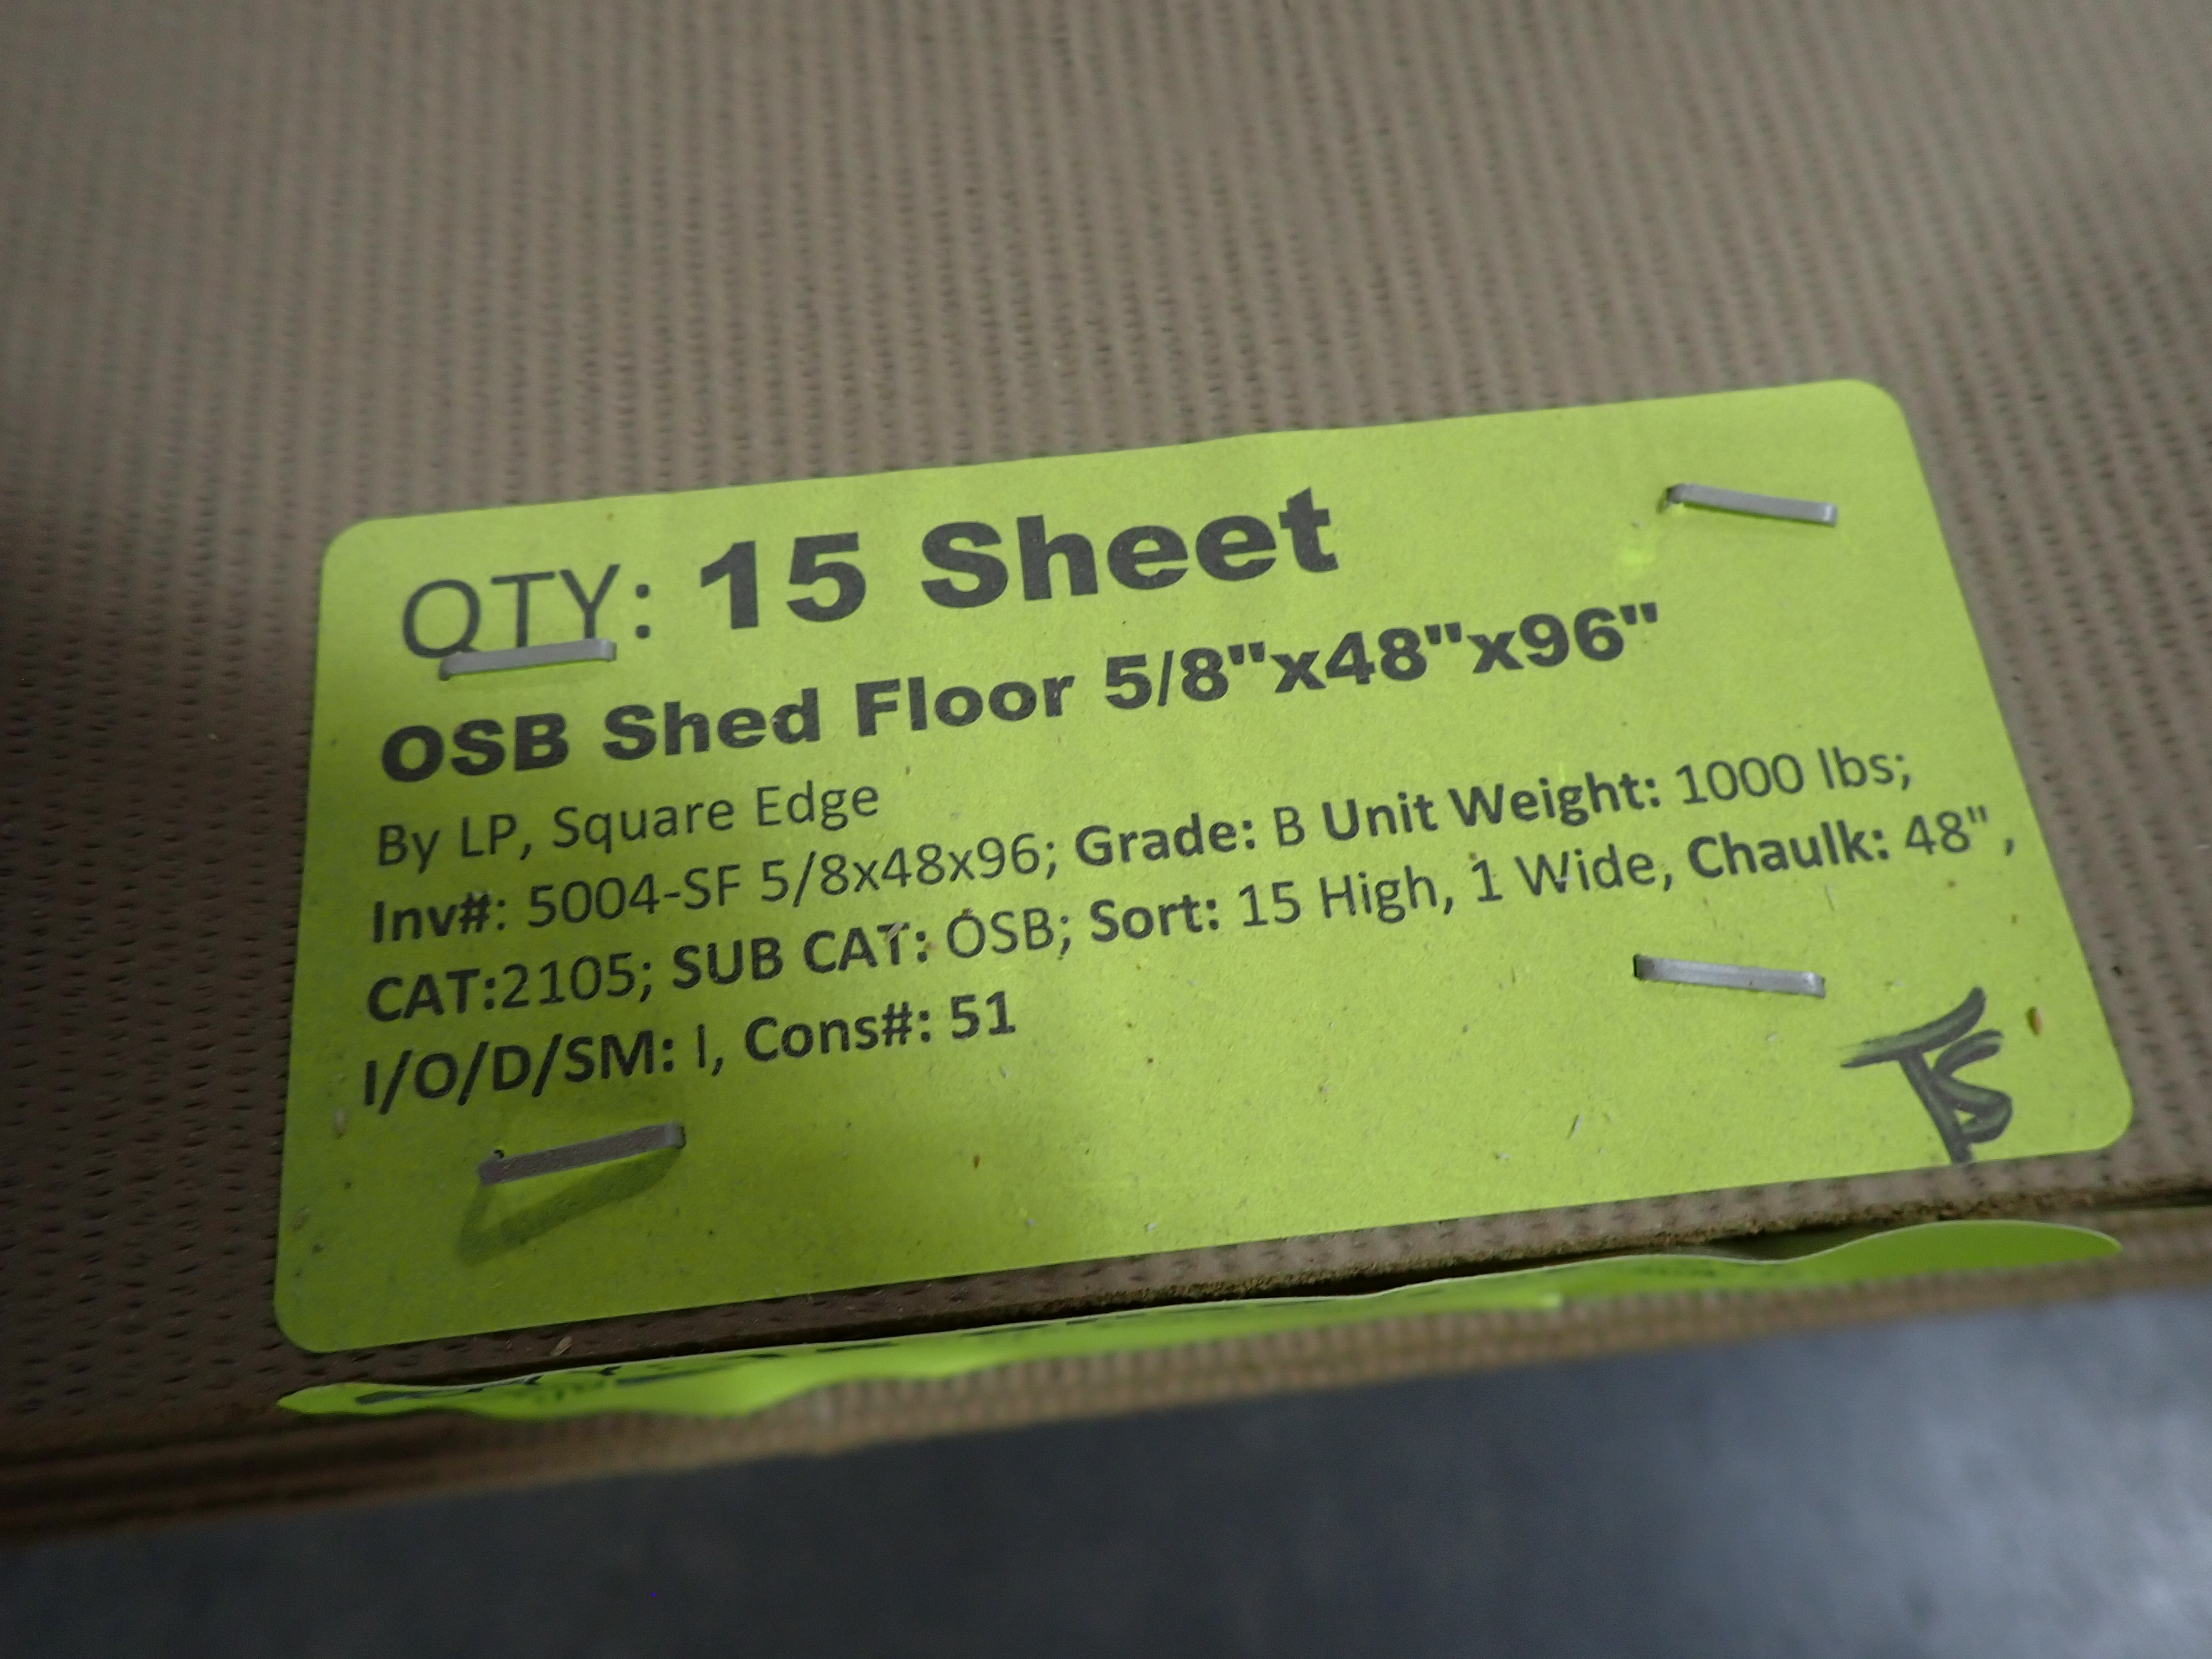 QTY: 15 Sheet
OSB Shed Floor 5/8"x48"x96"
By LP, Square Edge
Inv#: 5004-SF 5/8x48x96; Grade: B Unit Weight: 1000 lbs;
CAT:2105; SUB CAT: OSB; Sort: 15 High, 1 Wide, Chaulk: 48" ,
I/O/D/SM: I, Cons#: 51
TS